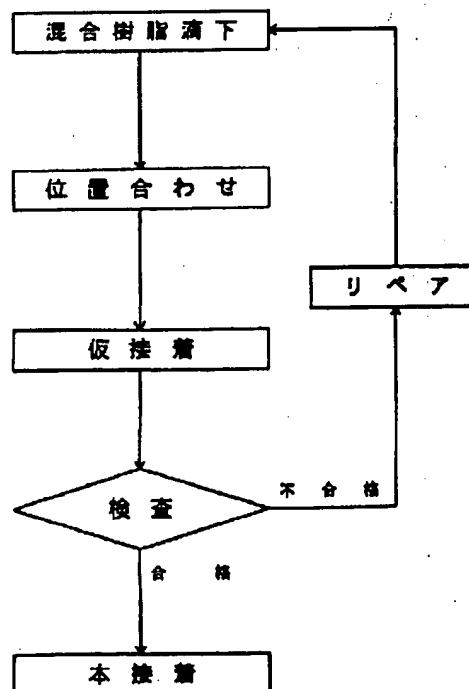 混合樹脂滴下
位置合わせ
リペア
仮接着
不合格
検査
合格
本接着